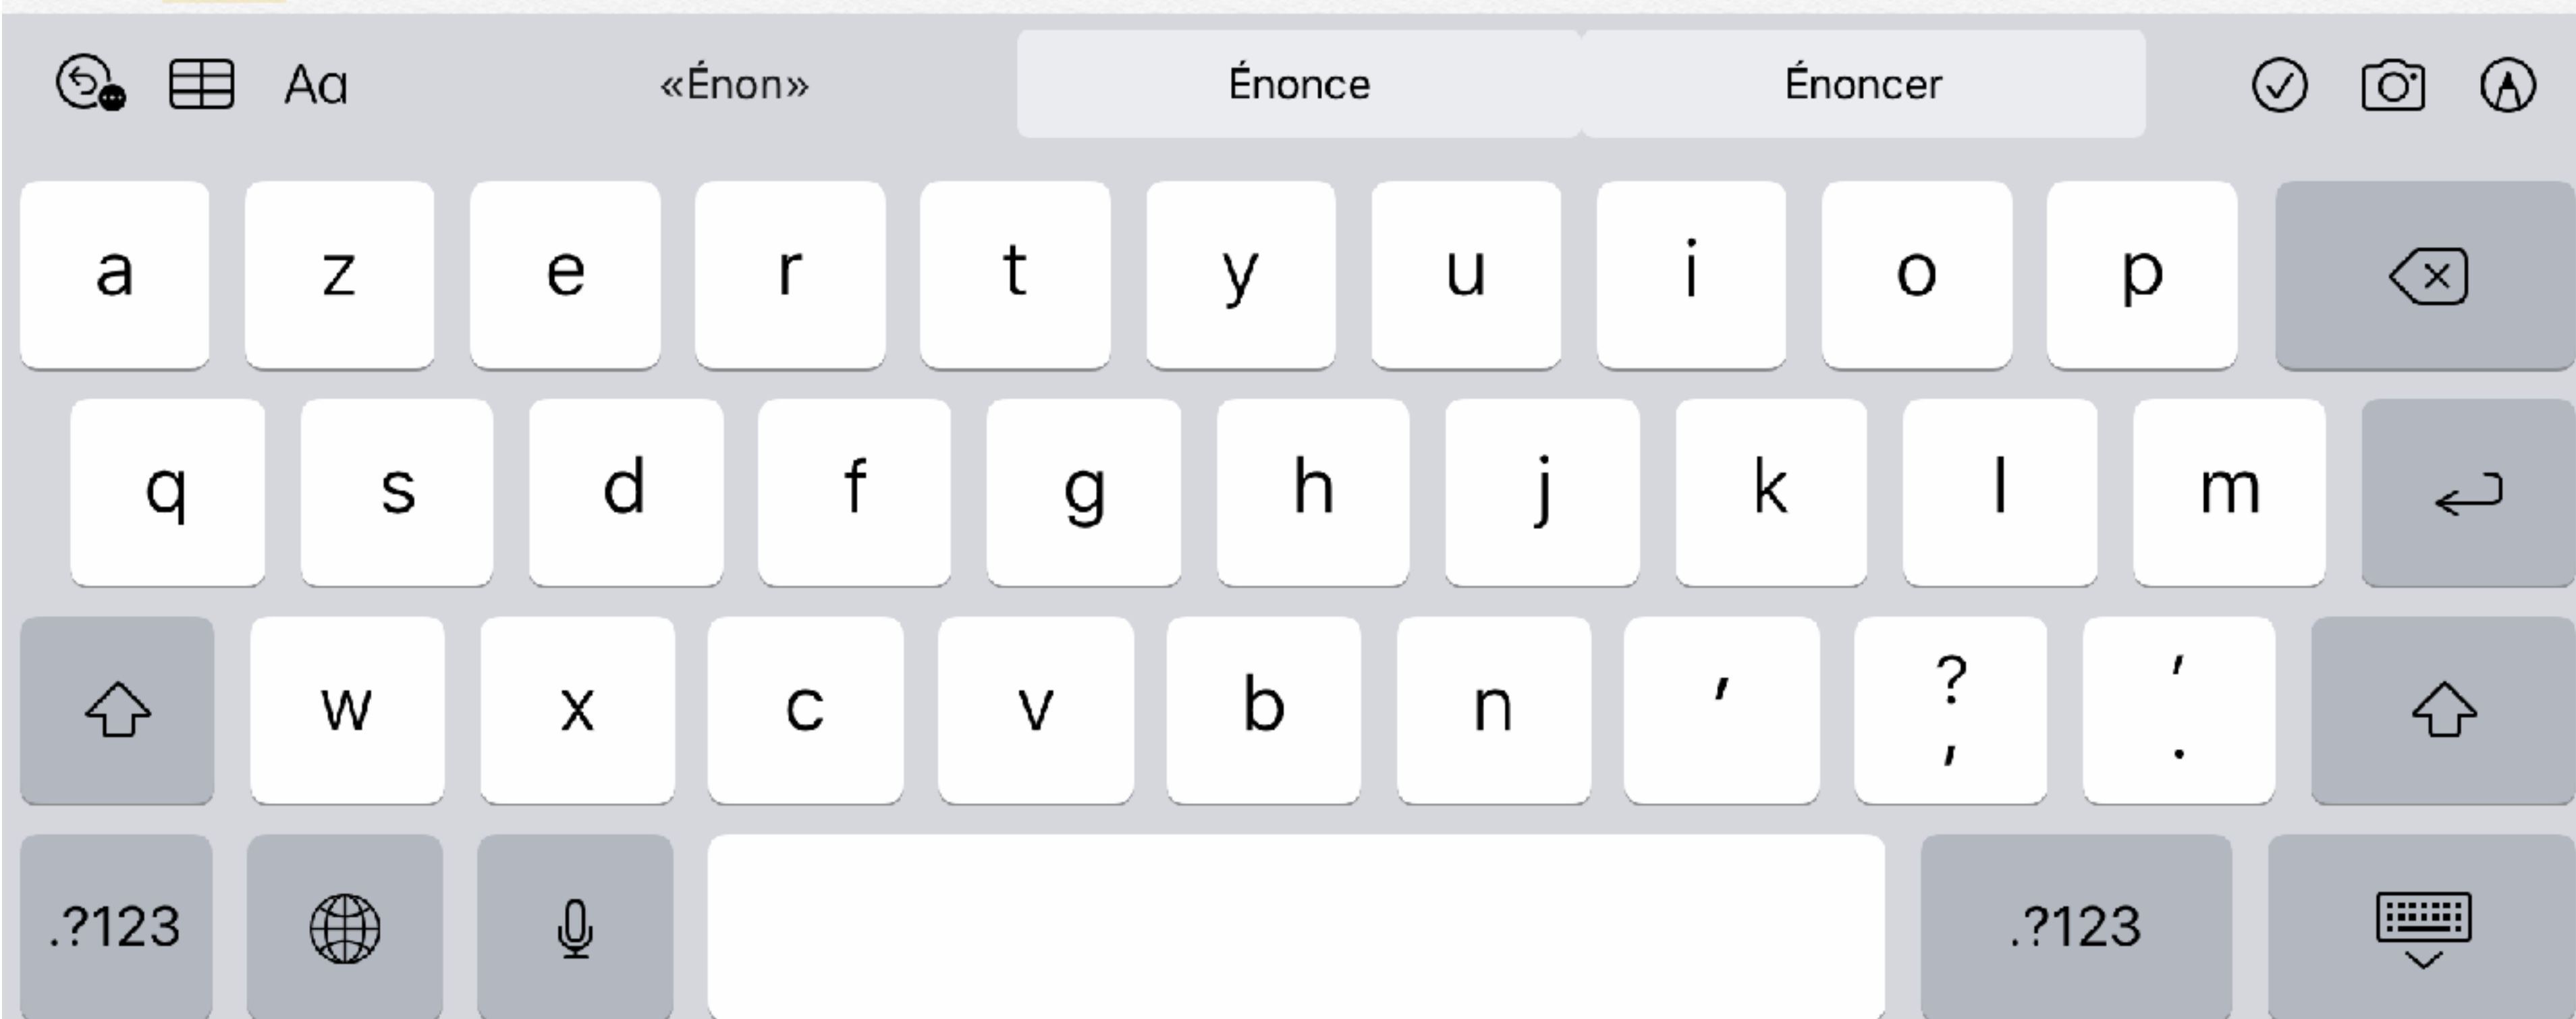 Aa «Énon» Énonce Énoncer
a z e r t y u i o p
q s d f g h j k l m
w x c v b n ' ? , ' .
.?123 .?123